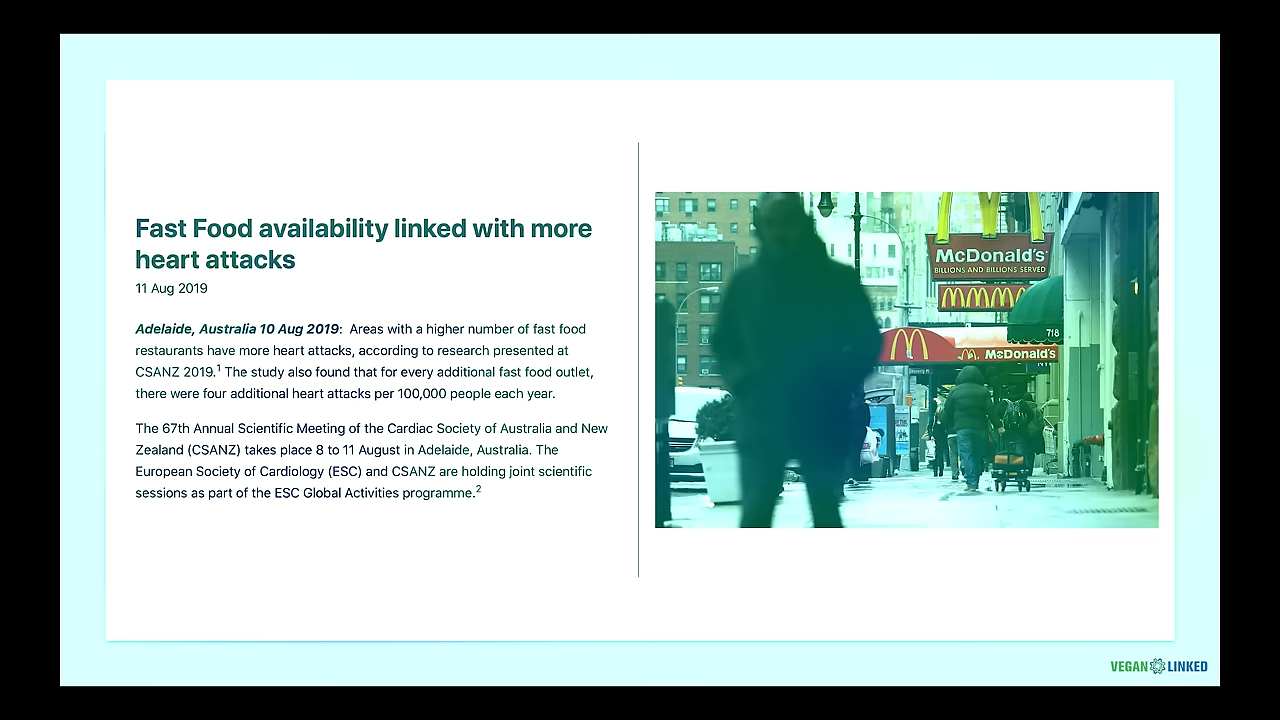 Fast Food availability linked with more
heart attacks
11 Aug 2019
Adelaide, Australia 10 Aug 2019: Areas with a higher number of fast food
restaurants have more heart attacks, according to research presented at
CSANZ 2019.1 The study also found that for every additional fast food outlet,
there were four additional heart attacks per 100,000 people each year.
The 67th Annual Scientific Meeting of the Cardiac Society of Australia and New
Zealand (CSANZ) takes place 8 to 11 August in Adelaide, Australia. The
European Society of Cardiology (ESC) and CSANZ are holding joint scientific
sessions as part of the ESC Global Activities programme.2
McDonald's
BILLIONS AND BILLIONS SERVED
718
McDonald's
VEGAN LINKED